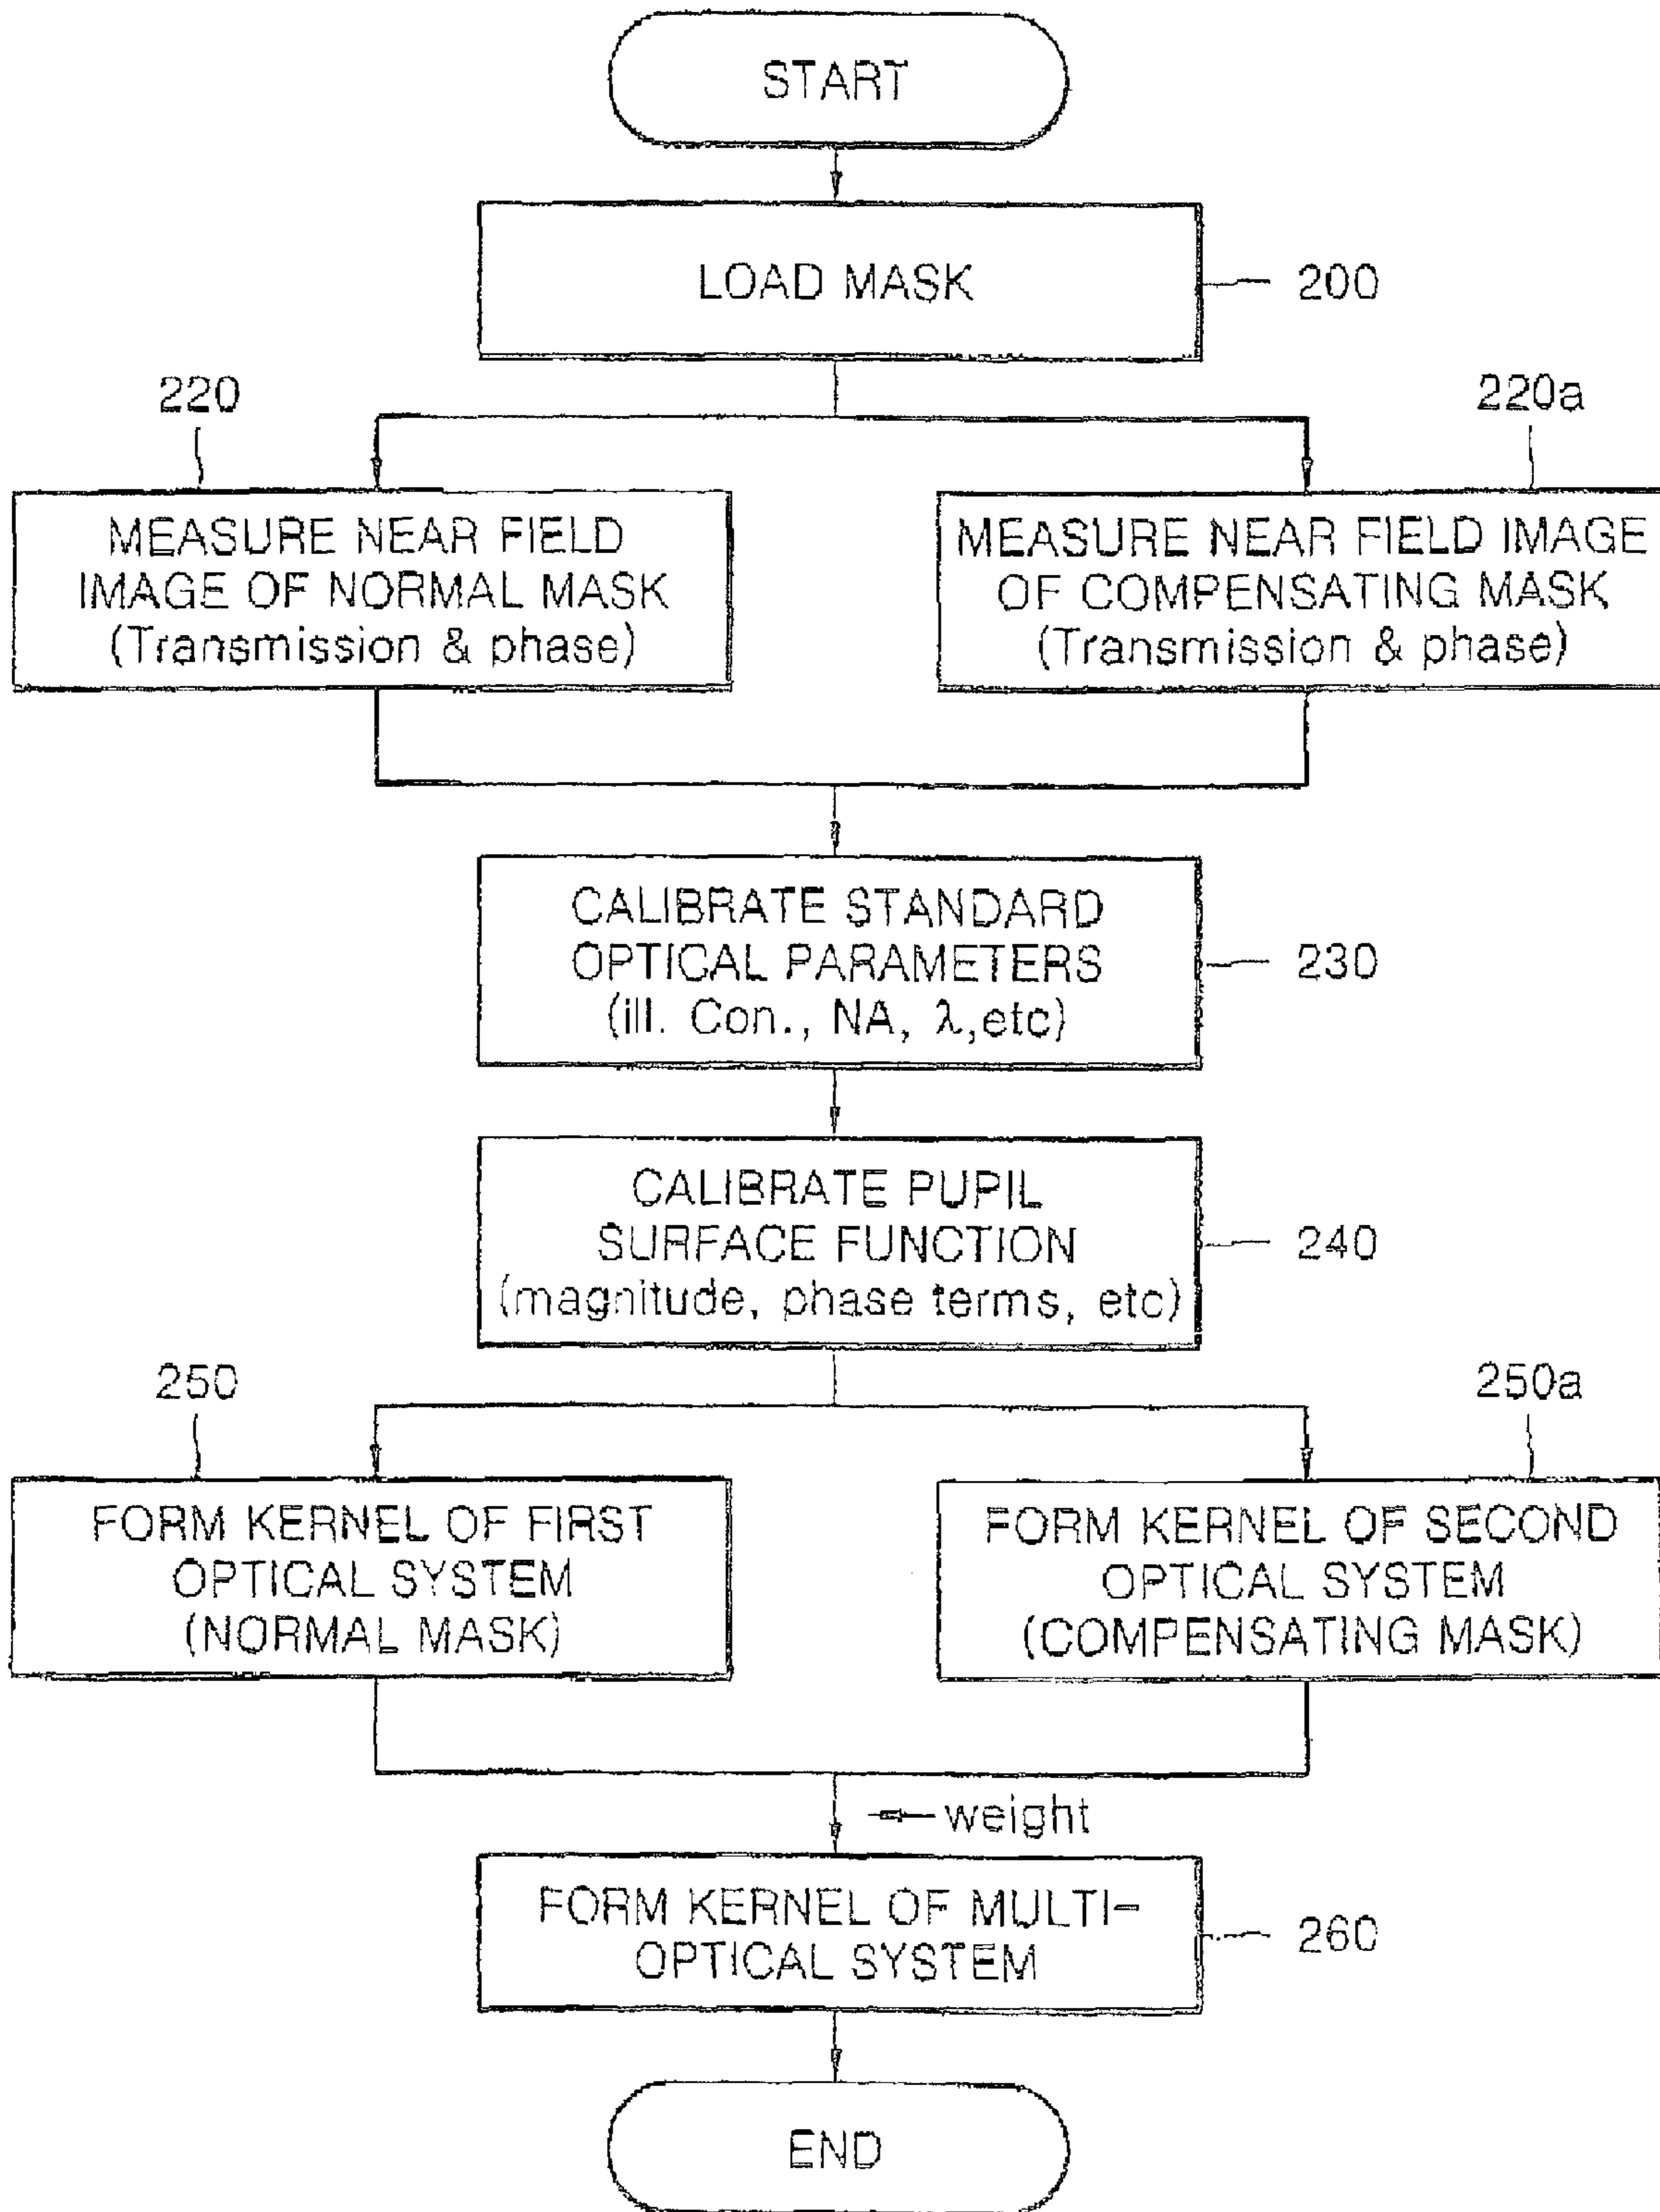 START
LOAD MASK
200
220
220a
MEASURE NEAR FIELD
IMAGE OF NORMAL MASK
(Transmission & phase)
MEASURE NEAR FIELD IMAGE
OF COMPENSATING MASK
(Transmission & phase)
CALIBRATE STANDARD
OPTICAL PARAMETERS
(ill. Con., NA, λ,etc)
230
CALIBRATE PUPIL
SURFACE FUNCTION
(magnitude, phase terms, etc)
240
250
250a
FORM KERNEL OF FIRST
OPTICAL SYSTEM
(NORMAL MASK)
FORM KERNEL OF SECOND
OPTICAL SYSTEM
(COMPENSATING MASK)
weight
FORM KERNEL OF MULTI-
OPTICAL SYSTEM
260
END